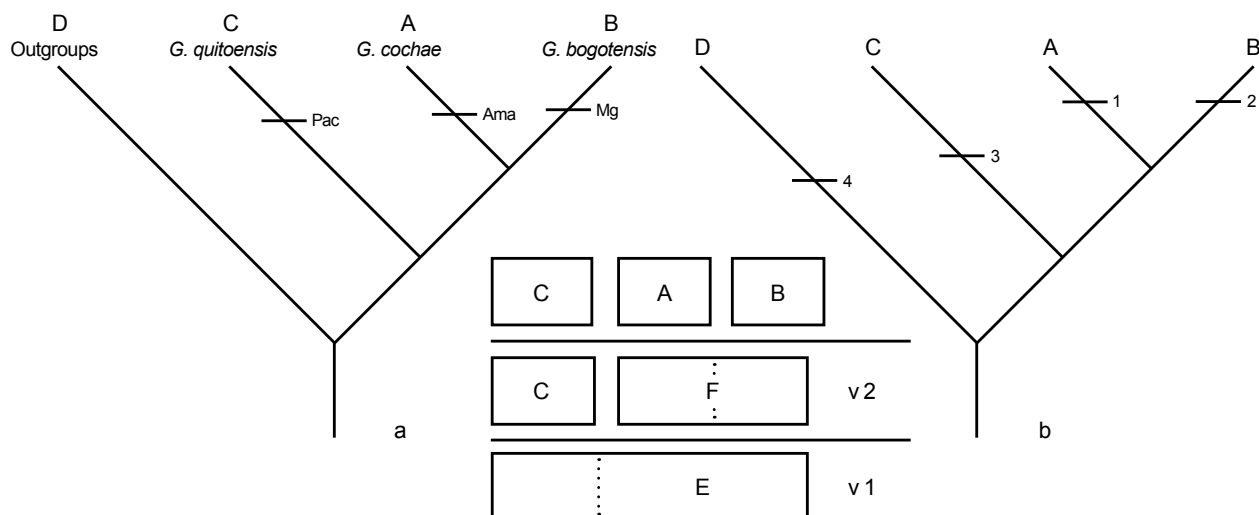 D C A B
Outgroups G. quitoensis G. cochae G. bogotensis
Pac Ama Mg
a
D C A B
1 2
3
4
b
C A B
C F v 2
E v 1